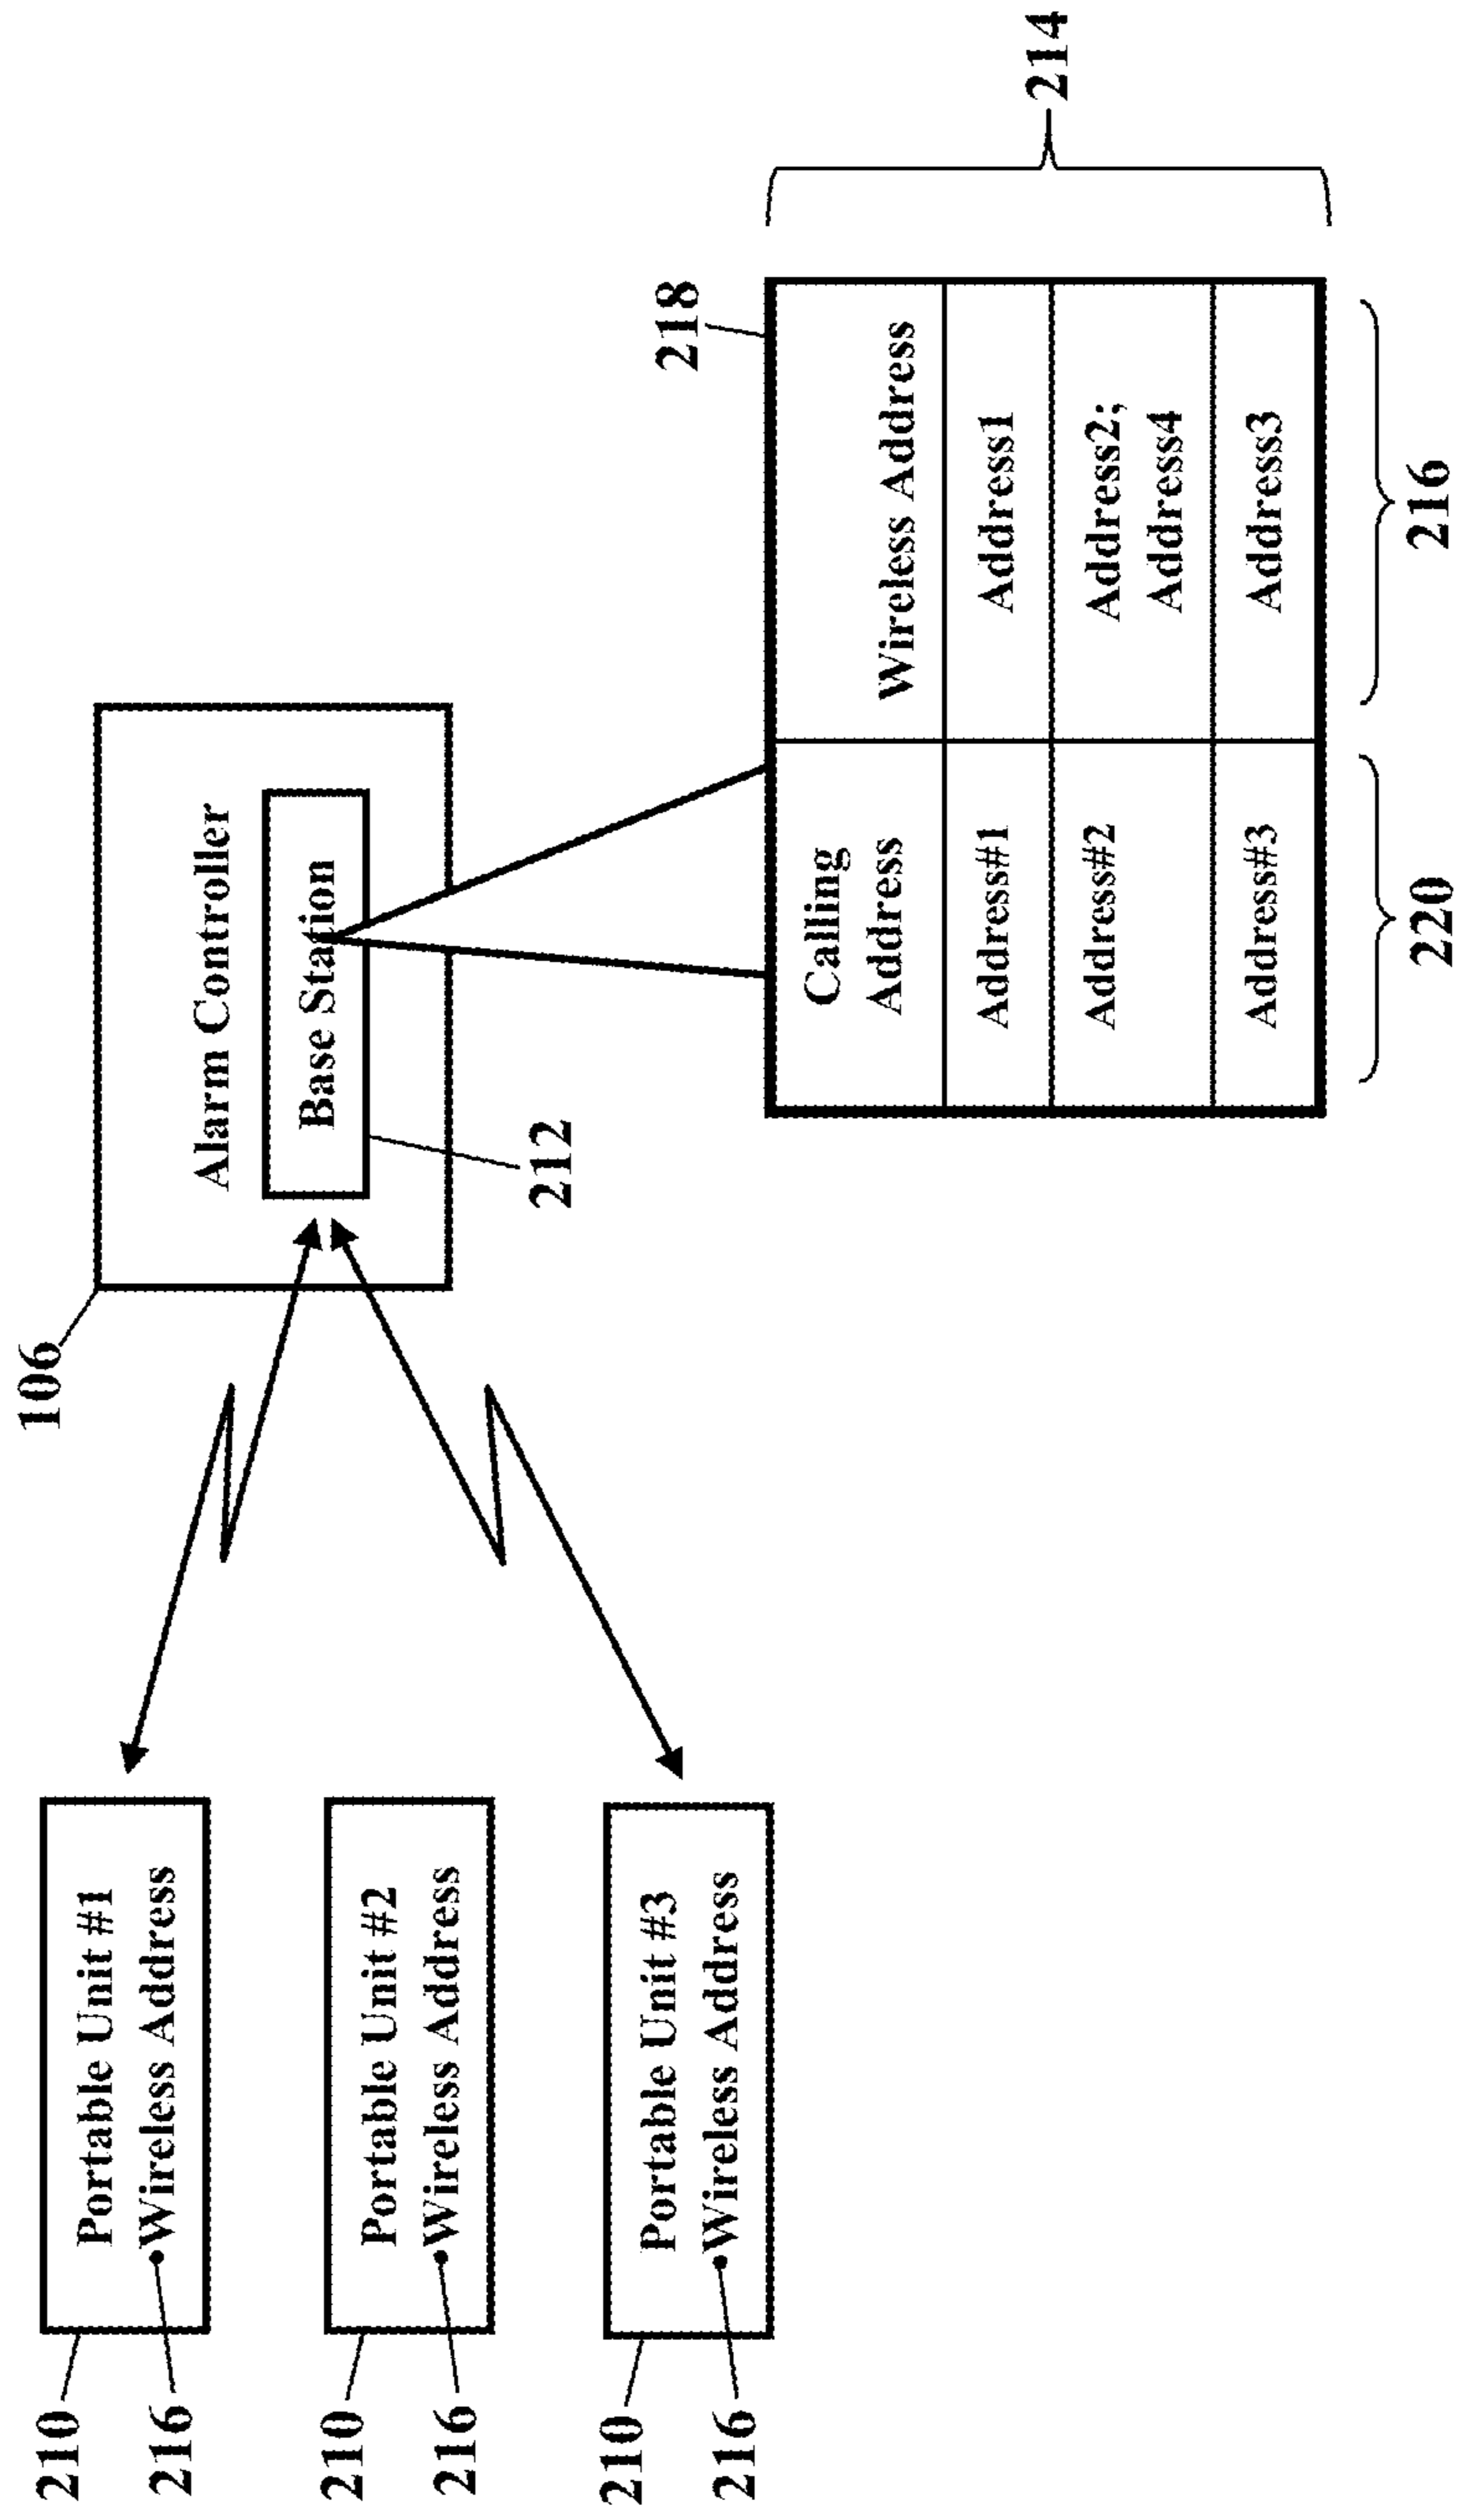 106
Alarm Controller
Base Station
212
210
Portable Unit #1
•Wireless Address
216
210
Portable Unit #2
•Wireless Address
216
210
Portable Unit #3
•Wireless Address
216
218
Calling
Address
Wireless Address
Address#1
Address1
Address#2
Address2;
Address4
Address#3
Address3
220
216
214